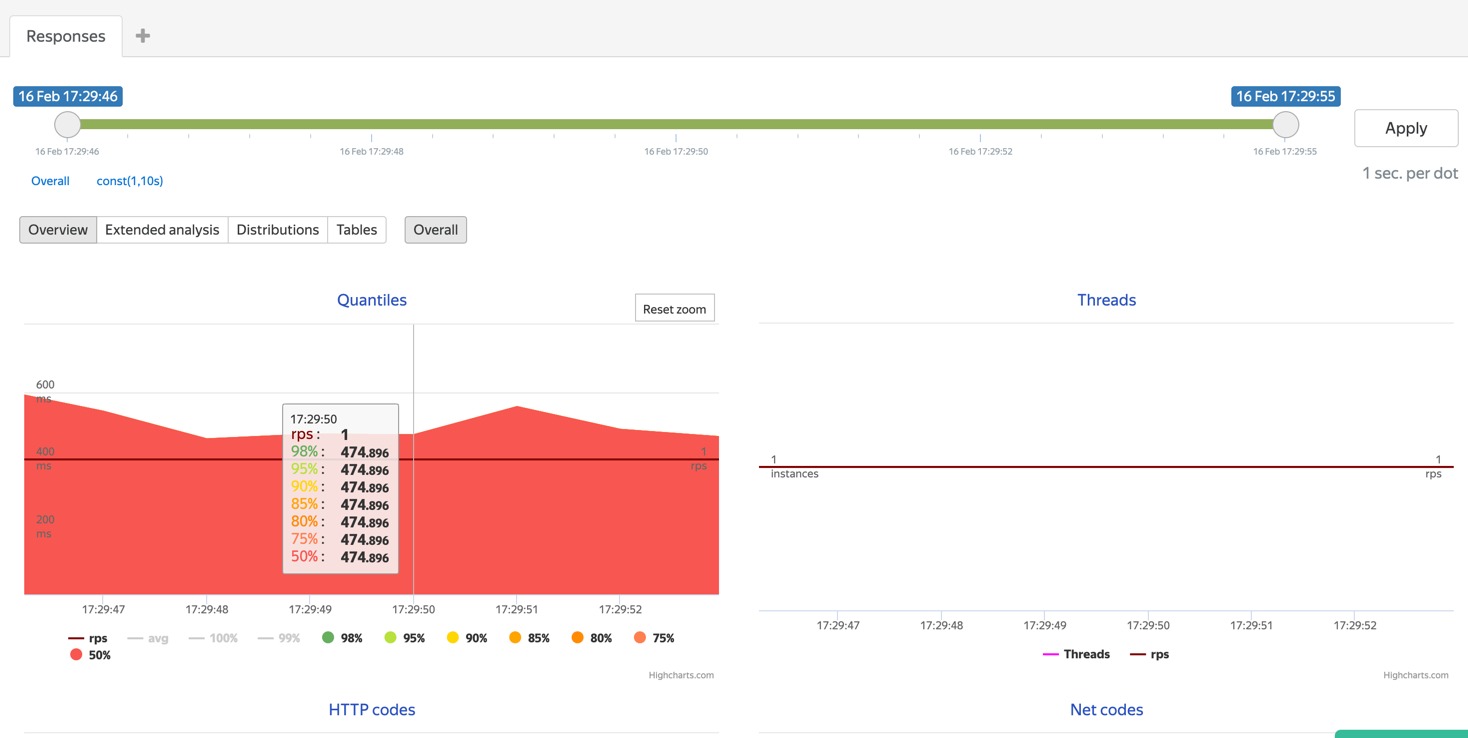 Responses
16 Feb 17:29:46
16 Feb 17:29:55
16 Feb 17:29:46
16 Feb 17:29:48
16 Feb 17:29:50
16 Feb 17:29:52
16 Feb 17:29:55
Apply
1 sec. per dot
Overall
const(1,10s)
Overview
Extended analysis
Distributions
Tables
Overall
Quantiles
Reset zoom
600
ms
400
ms
200
ms
1
rps
17:29:50
rps : 1
98% : 474.896
95% : 474.896
90% : 474.896
85% : 474.896
80% : 474.896
75% : 474.896
50% : 474.896
17:29:47
17:29:48
17:29:49
17:29:50
17:29:51
17:29:52
rps
avg
100%
99%
98%
95%
90%
85%
80%
75%
50%
Highcharts.com
Threads
1
instances
1
rps
17:29:47
17:29:48
17:29:49
17:29:50
17:29:51
17:29:52
Threads
rps
Highcharts.com
HTTP codes
Net codes